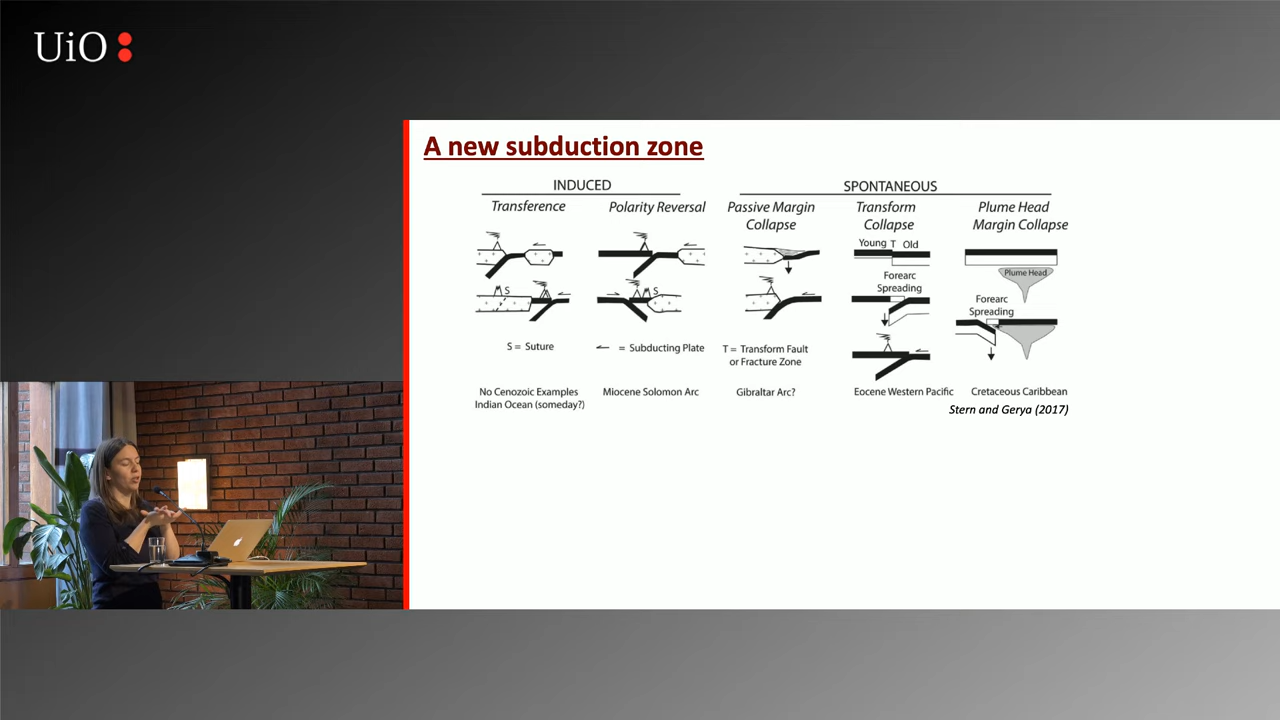 UiO
A new subduction zone
INDUCED
SPONTANEOUS
Transference
Polarity Reversal
Passive Margin
Collapse
Transform
Collapse
Plume Head
Margin Collapse
Young T Old
Plume Head
Forearc
Spreading
Forearc
Spreading
S
S
S = Suture
= Subducting Plate
T = Transform Fault
or Fracture Zone
No Cenozoic Examples
Indian Ocean (someday?)
Miocene Solomon Arc
Gibraltar Arc?
Eocene Western Pacific
Cretaceous Caribbean
Stern and Gerya (2017)